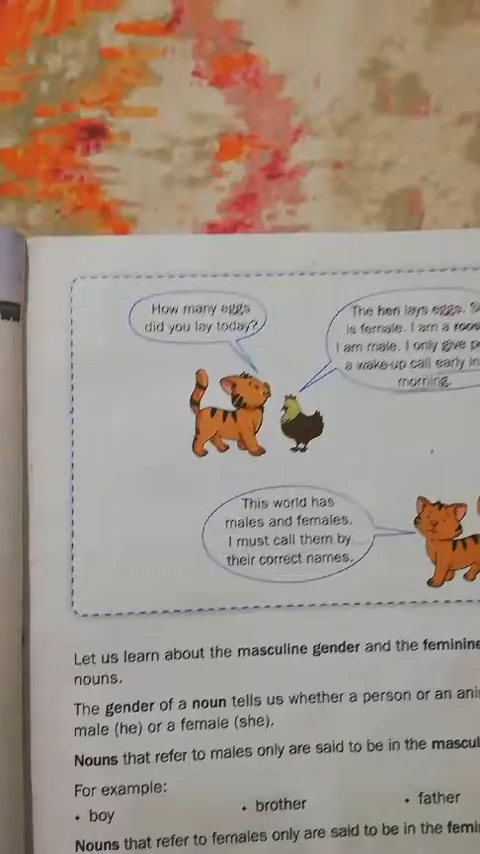 How many eggs
did you lay today?
The hen lays eggs.
is female. I am a
I am male. I only give
a wake-up call early in
morning.
This world has
males and females.
I must call them by
their correct names.
Let us learn about the masculine gender and the feminine
nouns.
The gender of a noun tells us whether a person or an
male (he) or a female (she).
Nouns that refer to males only are said to be in the
For example:
• boy • brother • father
Nouns that refer to females only are said to be in the